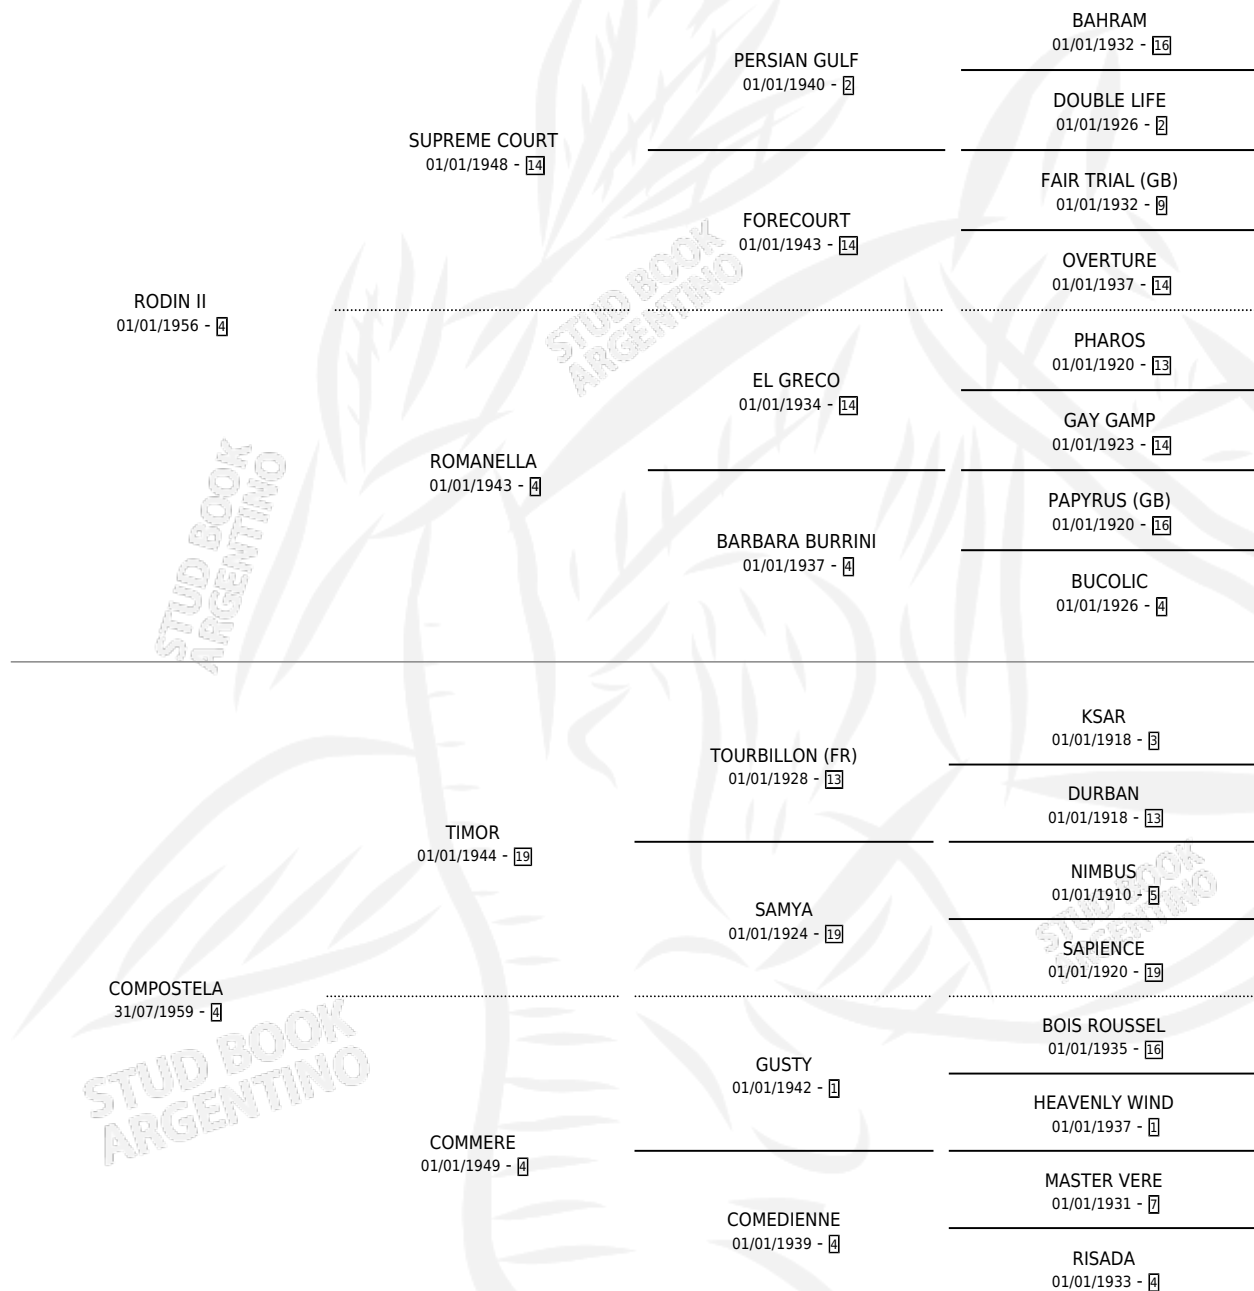 BAHRAM
01/01/1932 - 16
PERSIAN GULF
01/01/1940 - 2
DOUBLE LIFE
01/01/1926 - 2
SUPREME COURT
01/01/1948 - 14
FAIR TRIAL (GB)
01/01/1932 - 9
FORECOURT
01/01/1943 - 14
OVERTURE
01/01/1937 - 14
RODIN II
01/01/1956 - 4
PHAROS
01/01/1920 - 13
EL GRECO
01/01/1934 - 14
GAY GAMP
01/01/1923 - 14
ROMANELLA
01/01/1943 - 4
PAPYRUS (GB)
01/01/1920 - 16
BARBARA BURRINI
01/01/1937 - 4
BUCOLIC
01/01/1926 - 4
KSAR
01/01/1918 - 3
TOURBILLON (FR)
01/01/1928 - 13
DURBAN
01/01/1918 - 13
TIMOR
01/01/1944 - 19
NIMBUS
01/01/1910 - 5
SAMYA
01/01/1924 - 19
SAPIENCE
01/01/1920 - 19
COMPOSTELA
31/07/1959 - 4
BOIS ROUSSEL
01/01/1935 - 16
GUSTY
01/01/1942 - 1
HEAVENLY WIND
01/01/1937 - 1
COMMERE
01/01/1949 - 4
MASTER VERE
01/01/1931 - 7
COMEDIENNE
01/01/1939 - 4
RISADA
01/01/1933 - 4
STUD BOOK
ARGENTINO
STUD BOOK
ARGENTINO
STUD BOOK
ARGENTINO
STUD BOOK
ARGENTINO